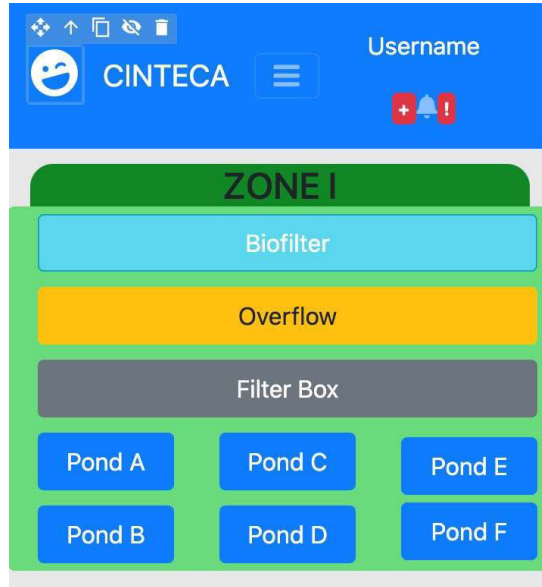 Username
CINTECA
+ !
ZONE I
Biofilter
Overflow
Filter Box
Pond A Pond C Pond E
Pond B Pond D Pond F